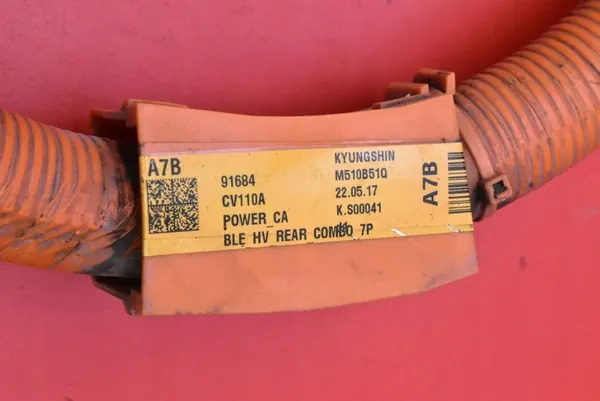 A7B
91684
CV110A
POWER_CA
BLE HV REAR COMBO 7P
KYUNGSHIN
M510B51Q
22.05.17
K.S00041
A7B